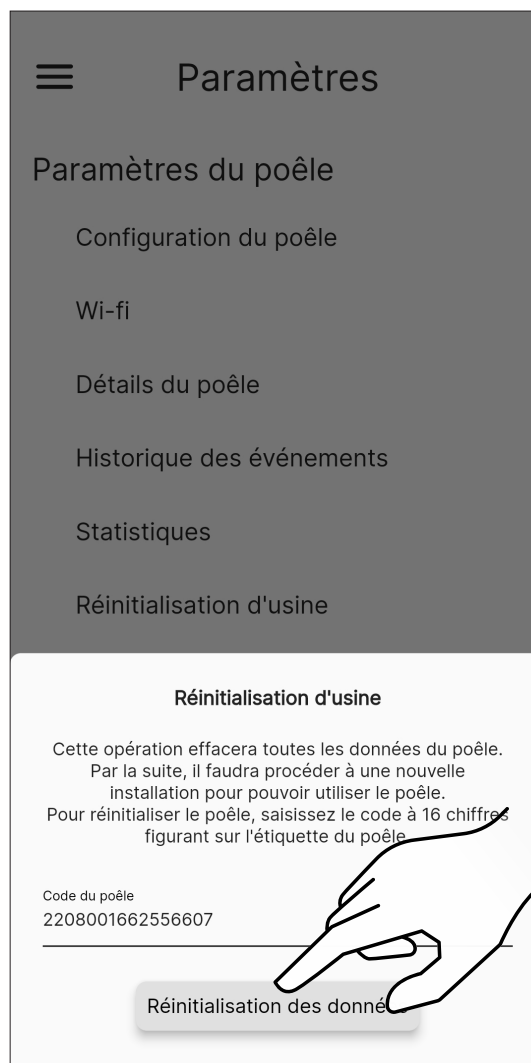 Paramètres
Paramètres du poêle
Configuration du poêle
Wi-fi
Détails du poêle
Historique des événements
Statistiques
Réinitialisation d'usine
Réinitialisation d'usine
Cette opération effacera toutes les données du poêle.
Par la suite, il faudra procéder à une nouvelle
installation pour pouvoir utiliser le poêle.
Pour réinitialiser le poêle, saisissez le code à 16 chiffres
figurant sur l'étiquette du poêle
Code du poêle
2208001662556607
Réinitialisation des donné